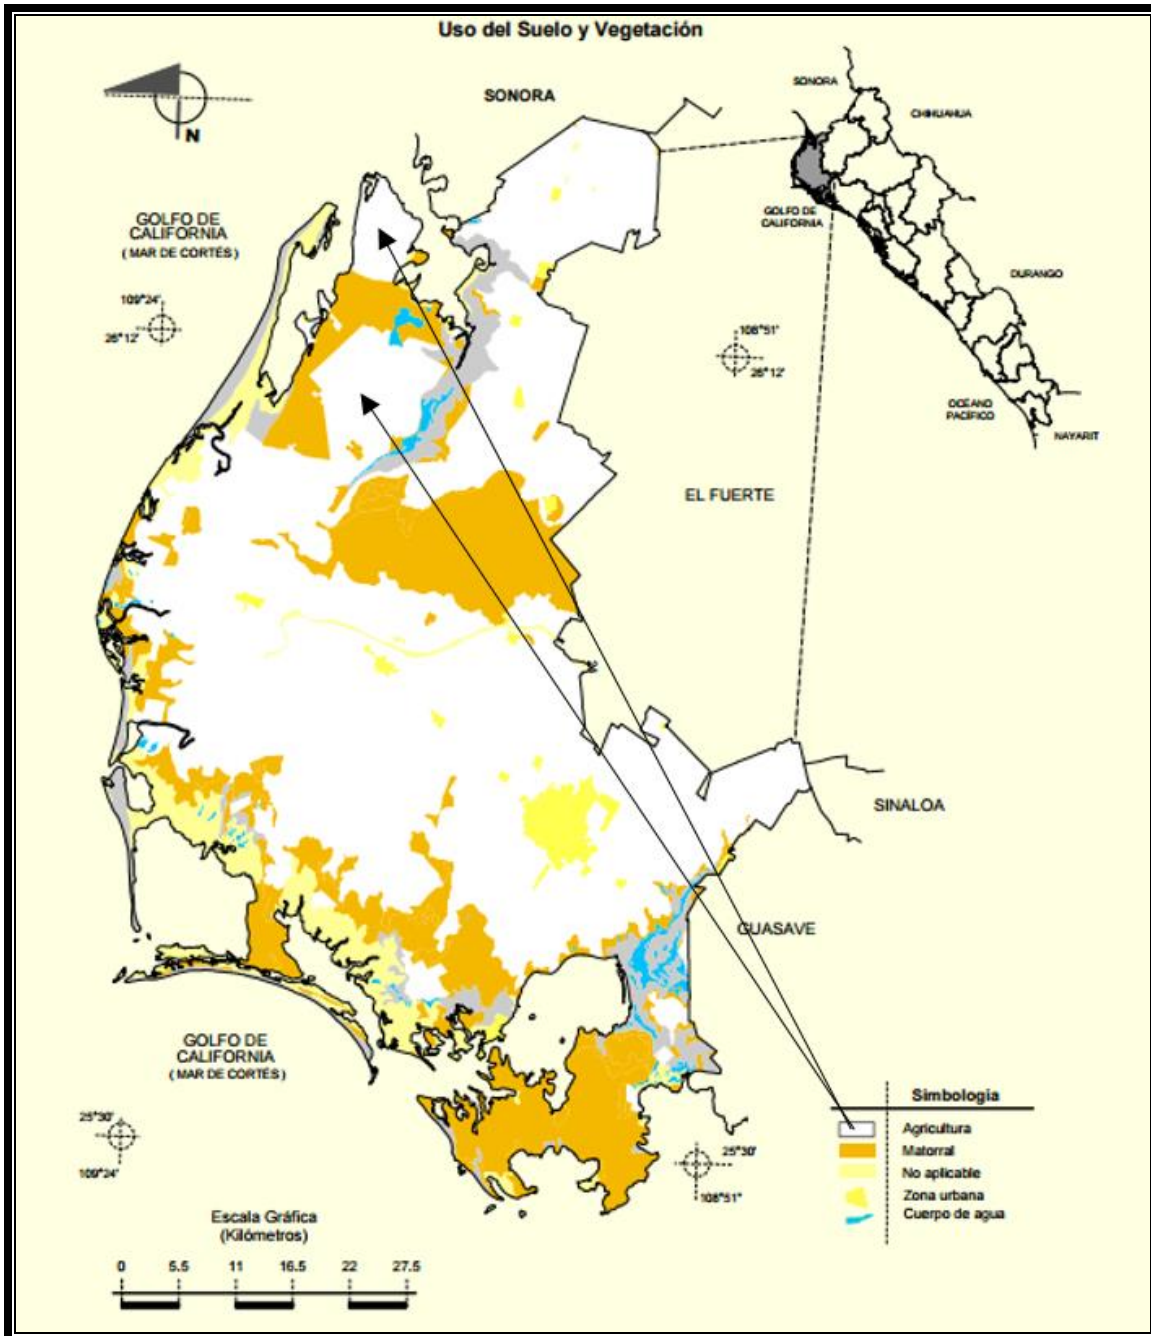 Uso del Suelo y Vegetación
N
SONORA
SONORA
CHIHUAHUA
GOLFO DE
CALIFORNIA
DURANGO
OCÉANO
PACÍFICO
NAYARIT
GOLFO DE
CALIFORNIA
( MAR DE CORTÉS )
109°24'
26°12'
108°51'
26°12'
EL FUERTE
SINALOA
GUASAVE
GOLFO DE
CALIFORNIA
( MAR DE CORTÉS )
25°30'
109°24'
25°30'
108°51"
Simbología
Agricultura
Matorral
No aplicable
Zona urbana
Cuerpo de agua
Escala Gráfica
(Kilómetros)
0 5.5 11 16.5 22 27.5